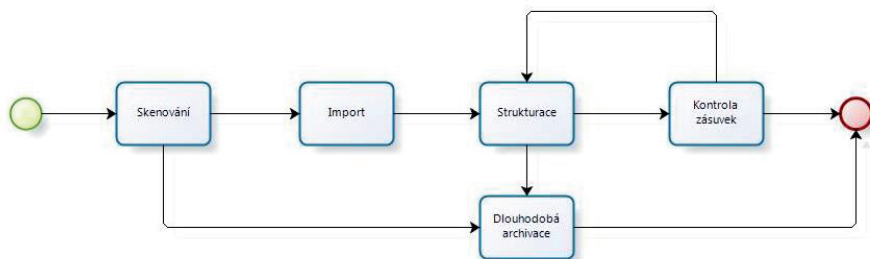 Skenování
Import
Strukturace
Kontrola
zásuvek
Dlouhodobá
archivace